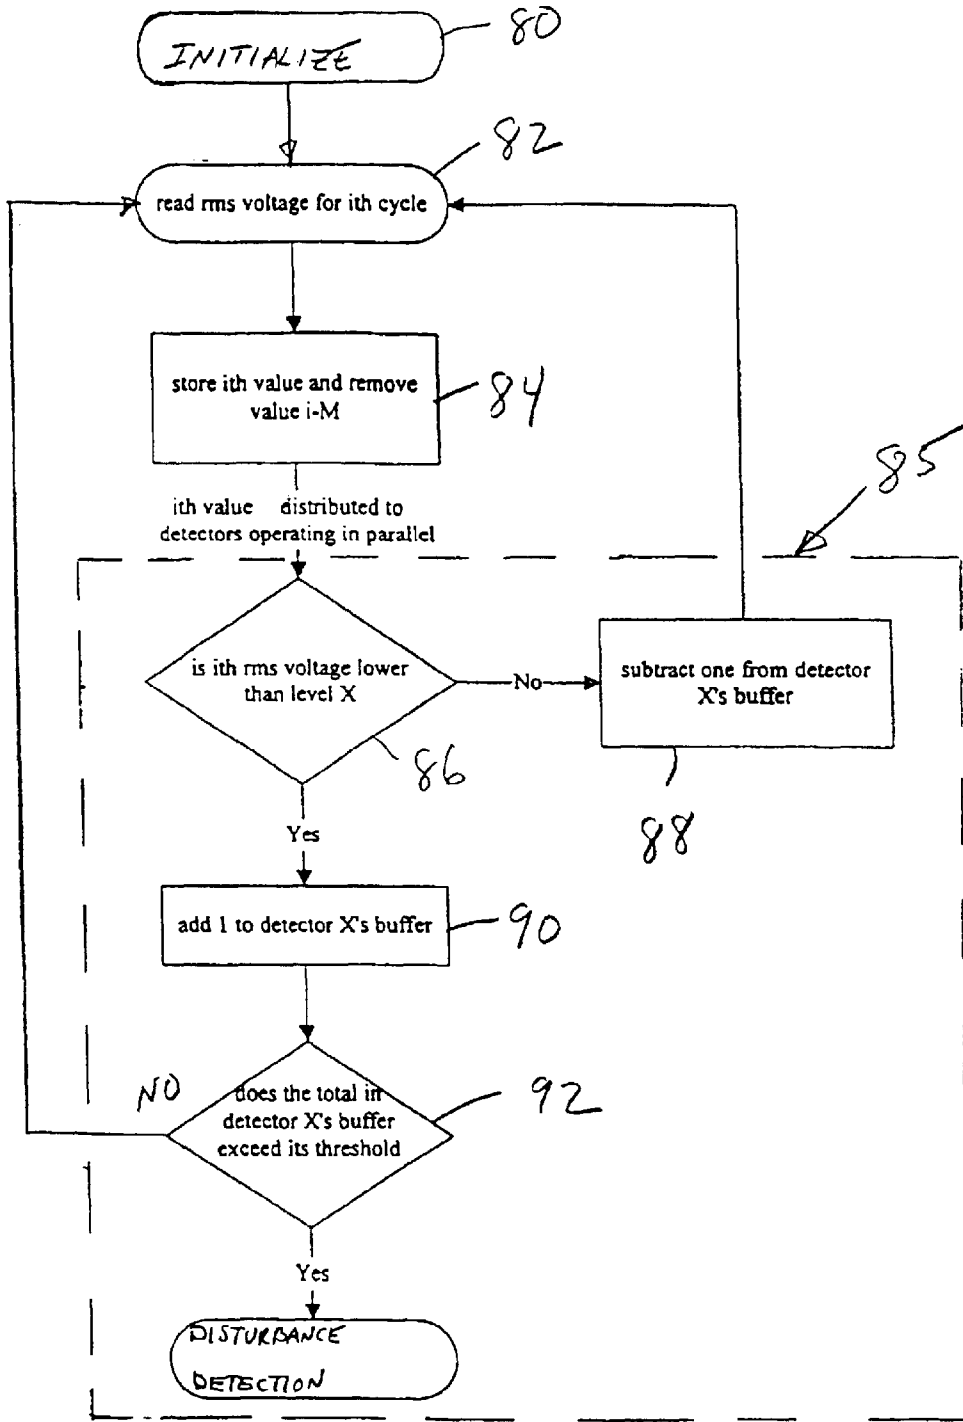 80
INITIALIZE
82
read rms voltage for ith cycle
84
store ith value and remove
value i-M
85
ith value distributed to
detectors operating in parallel
is ith rms voltage lower
than level X
No
subtract one from detector
X's buffer
86
88
Yes
add 1 to detector X's buffer
90
NO
does the total in
detector X's buffer
exceed its threshold
92
Yes
DISTURBANCE
DETECTION